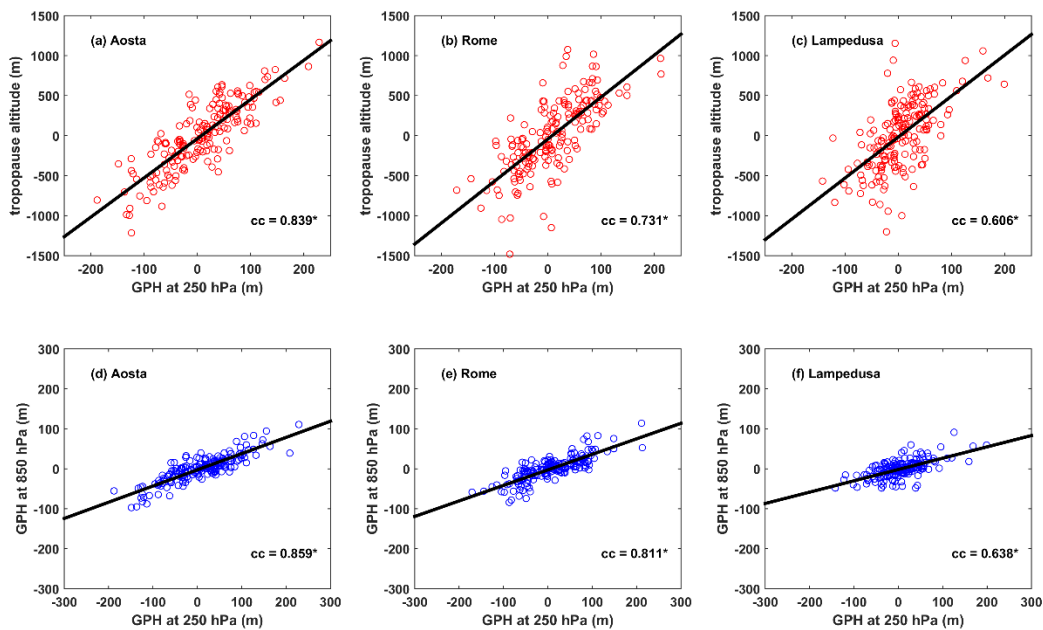 (a) Aosta
1500
1000
500
0
-500
-1000
-1500
tropopause altitude (m)
cc = 0.839*
-200 -100 0 100 200
GPH at 250 hPa (m)
(b) Rome
1500
1000
500
0
-500
-1000
-1500
tropopause altitude (m)
cc = 0.731*
-200 -100 0 100 200
GPH at 250 hPa (m)
(c) Lampedusa
1500
1000
500
0
-500
-1000
-1500
tropopause altitude (m)
cc = 0.606*
-200 -100 0 100 200
GPH at 250 hPa (m)
(d) Aosta
300
200
100
0
-100
-200
-300
GPH at 850 hPa (m)
cc = 0.859*
-300 -200 -100 0 100 200 300
GPH at 250 hPa (m)
(e) Rome
300
200
100
0
-100
-200
-300
GPH at 850 hPa (m)
cc = 0.811*
-300 -200 -100 0 100 200 300
GPH at 250 hPa (m)
(f) Lampedusa
300
200
100
0
-100
-200
-300
GPH at 850 hPa (m)
cc = 0.638*
-300 -200 -100 0 100 200 300
GPH at 250 hPa (m)